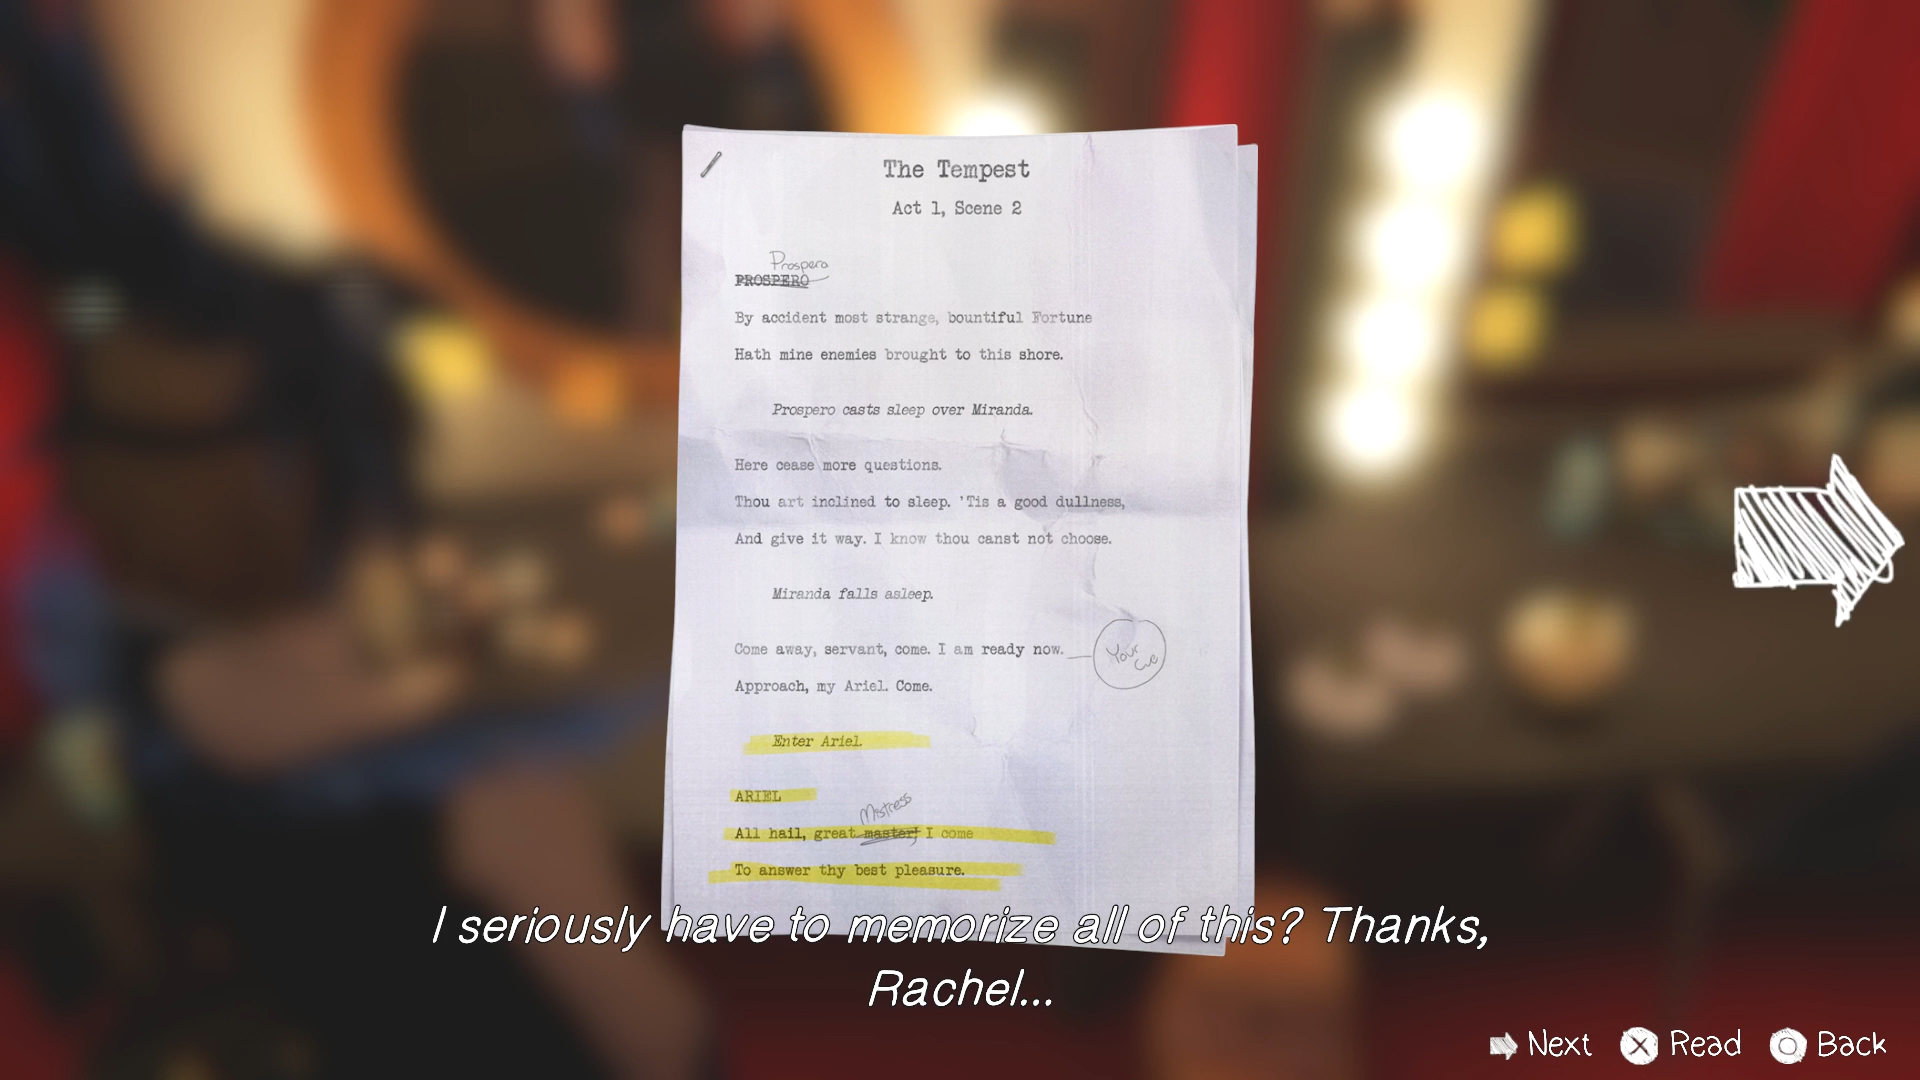 The Tempest
Act 1, Scene 2
Prospera
PROSPERO
By accident most strange, bountiful Fortune
Hath mine enemies brought to this shore.
Prospero casts sleep over Miranda.
Here cease more questions.
Thou art inclined to sleep. 'Tis a good dullness,
And give it way. I know thou canst not choose.
Miranda falls asleep.
Come away, servant, come. I am ready now.
Your
Cue
Approach, my Ariel. Come.
Enter Ariel.
ARIEL
Mistress
All hail, great master! I come
To answer thy best pleasure.
I seriously have to memorize all of this? Thanks,
Rachel...
Next Read Back